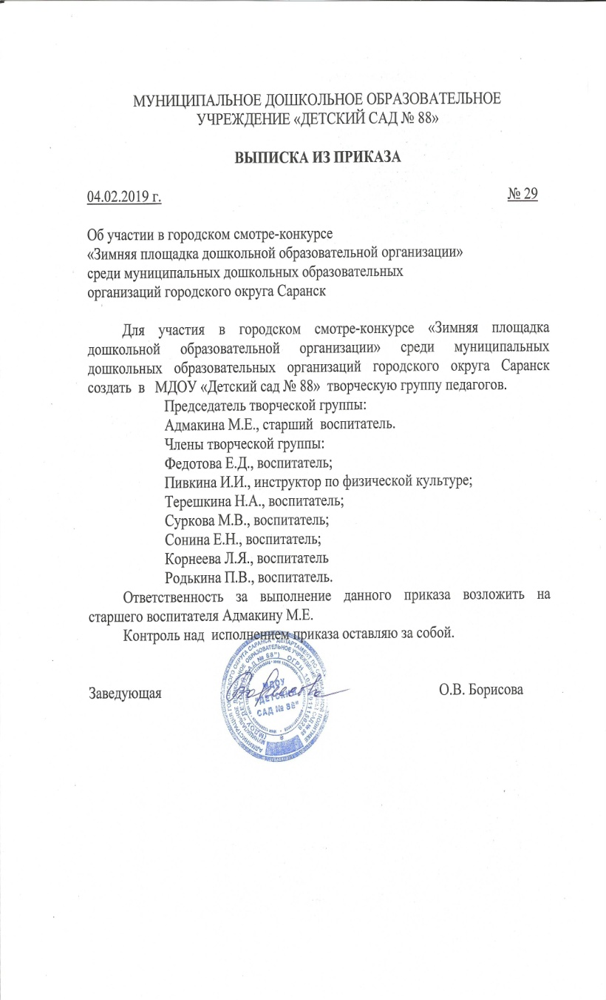 МУНИЦИПАЛЬНОЕ ДОШКОЛЬНОЕ ОБРАЗОВАТЕЛЬНОЕ
УЧРЕЖДЕНИЕ «ДЕТСКИЙ САД № 88»
ВЫПИСКА ИЗ ПРИКАЗА
04.02.2019 г. № 29
Об участии в городском смотре-конкурсе
«Зимняя площадка дошкольной образовательной организации»
среди муниципальных дошкольных образовательных
организаций городского округа Саранск
Для участия в городском смотре-конкурсе «Зимняя площадка
дошкольной образовательной организации» среди муниципальных
дошкольных образовательных организаций городского округа Саранск
создать в МДОУ «Детский сад № 88» творческую группу педагогов.
Председатель творческой группы:
Адмакина М.Е., старший воспитатель.
Члены творческой группы:
Федотова Е.Д., воспитатель;
Пивкина И.И., инструктор по физической культуре;
Терешкина Н.А., воспитатель;
Суркова М.В., воспитатель;
Сонина Е.Н., воспитатель;
Корнеева Л.Я., воспитатель
Родькина П.В., воспитатель.
Ответственность за выполнение данного приказа возложить на
старшего воспитателя Адмакину М.Е.
Контроль над исполнением приказа оставляю за собой.
Заведующая О.В. Борисова
МДОУ
"ДЕТСКИЙ
САД № 88"